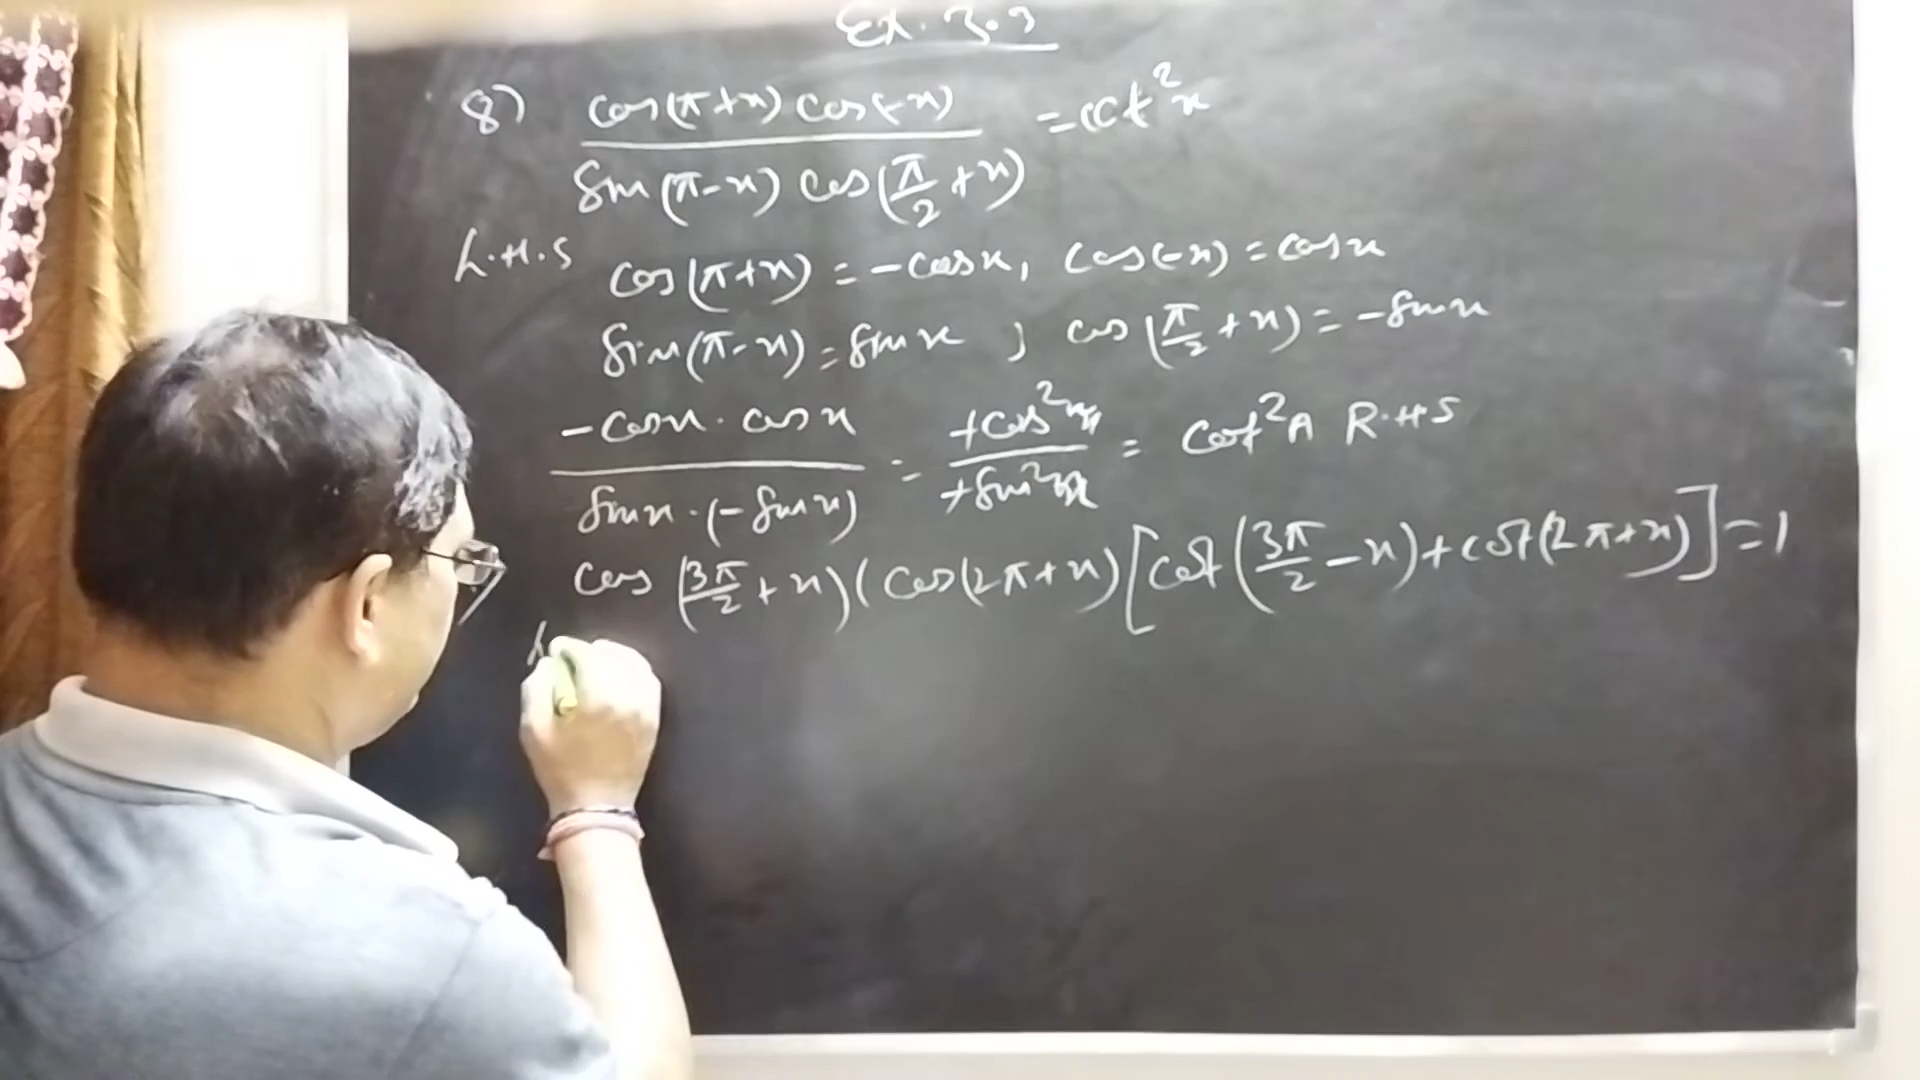 Ex. 3.3
8) cos(π+x) cos(-x) / sin(π-x) cos(π/2 + x) = cot²x
L.H.S cos(π+x) = -cosx, cos(-x) = cosx
sin(π-x) = sinx , cos(π/2 + x) = -sinx
-cosx . cosx / sinx . (-sinx) = +cos²x / +sin²x = cot²A R.H.S
cos (3π/2 + x) (cos(2π+x) [cot (3π/2 - x) + cot(2π+x)] = 1